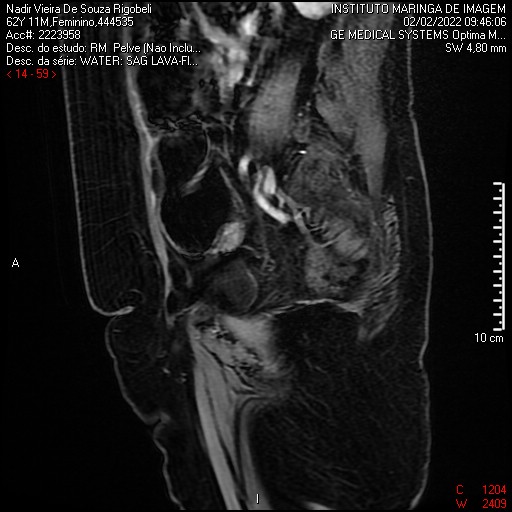 Nadir Vieira De Souza Rigobeli
62Y 11M,Feminino,444535
Acc#: 2223958
Desc. do estudo: RM  Pelve (Nao Inclu...
Desc. da série: WATER: SAG LAVA-Fl...
< 14 - 59 >
INSTITUTO MARINGA DE IMAGEM
02/02/2022 09:46:06
GE MEDICAL SYSTEMS Optima M...
SW 4,80 mm
A
10 cm
I
C 1204
W 2409